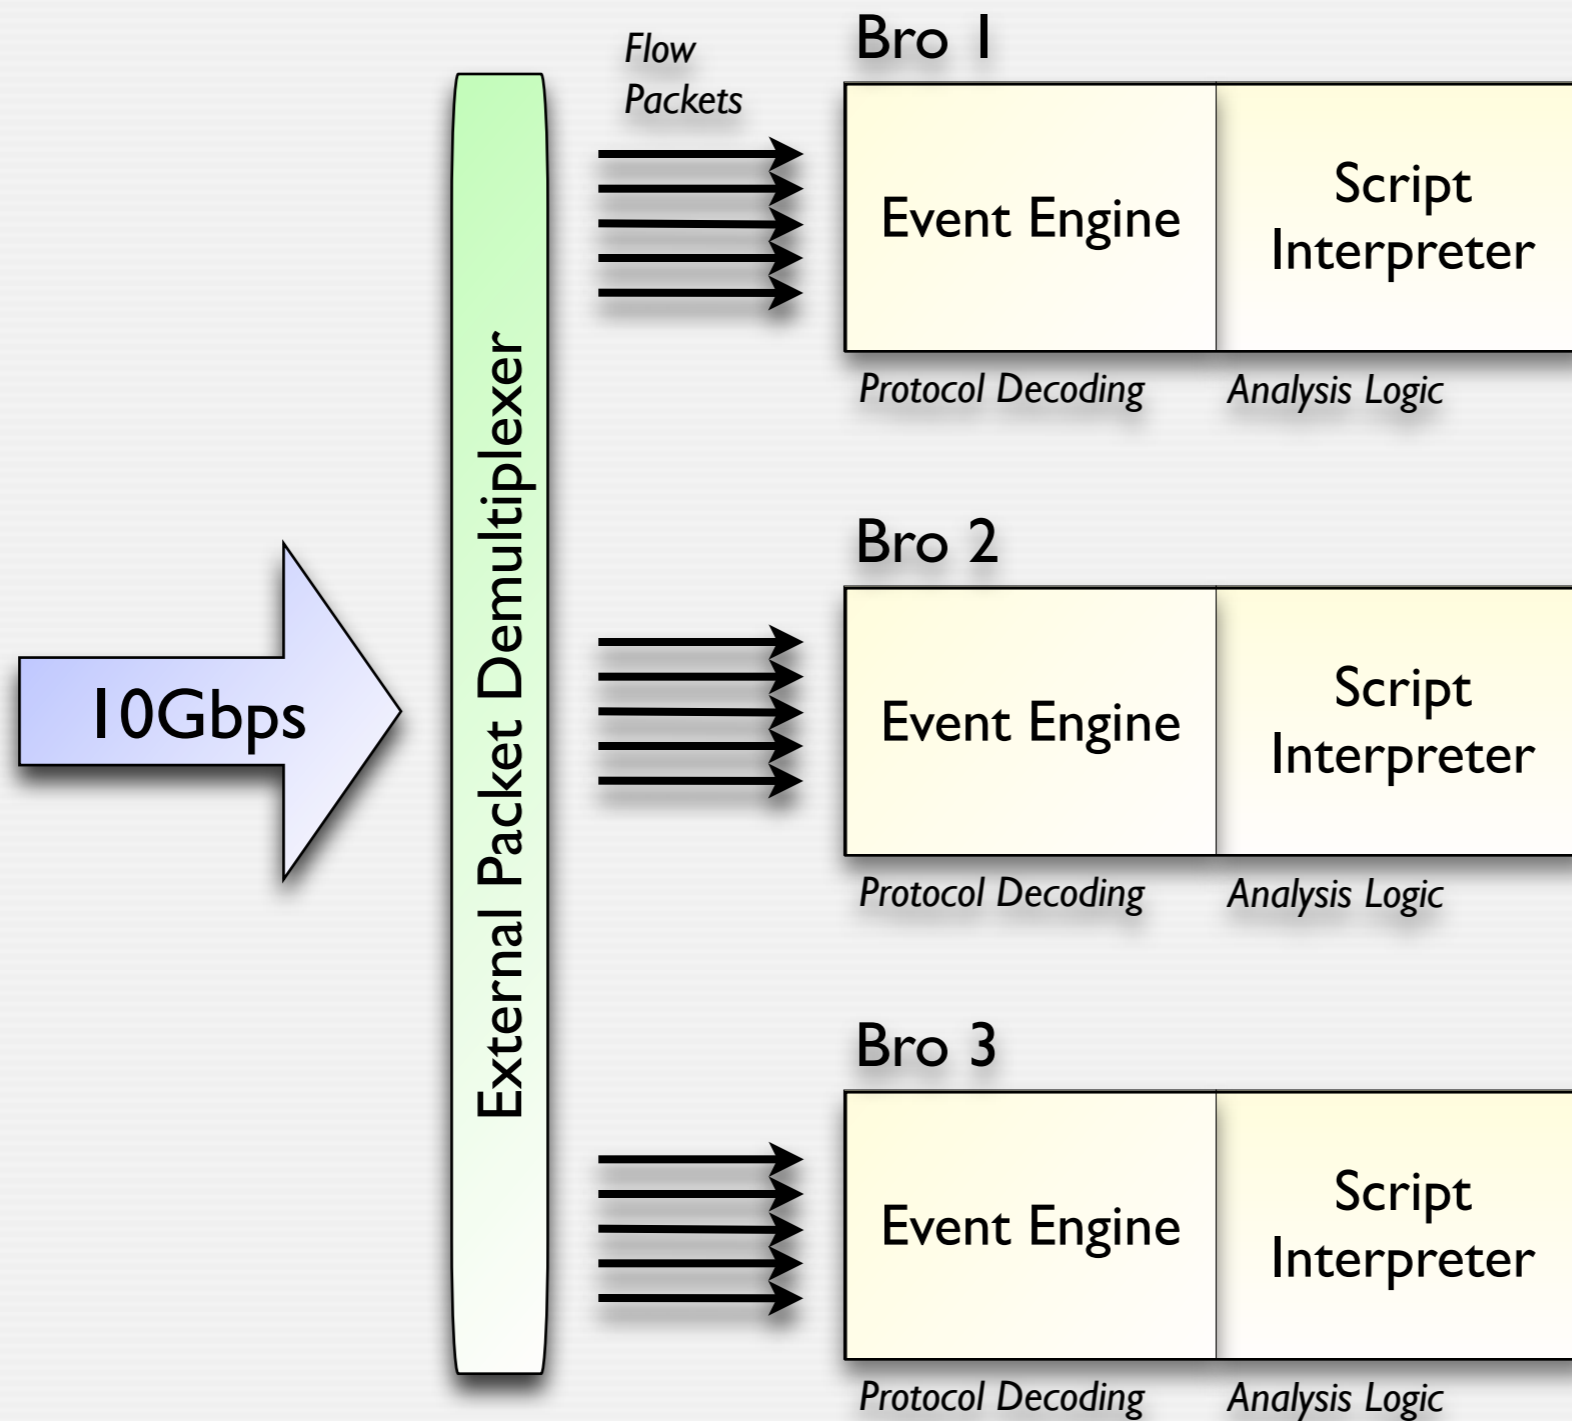 Flow
Packets
Bro 1
Event Engine
Script
Interpreter
Protocol Decoding
Analysis Logic
10Gbps
External Packet Demultiplexer
Bro 2
Event Engine
Script
Interpreter
Protocol Decoding
Analysis Logic
Bro 3
Event Engine
Script
Interpreter
Protocol Decoding
Analysis Logic